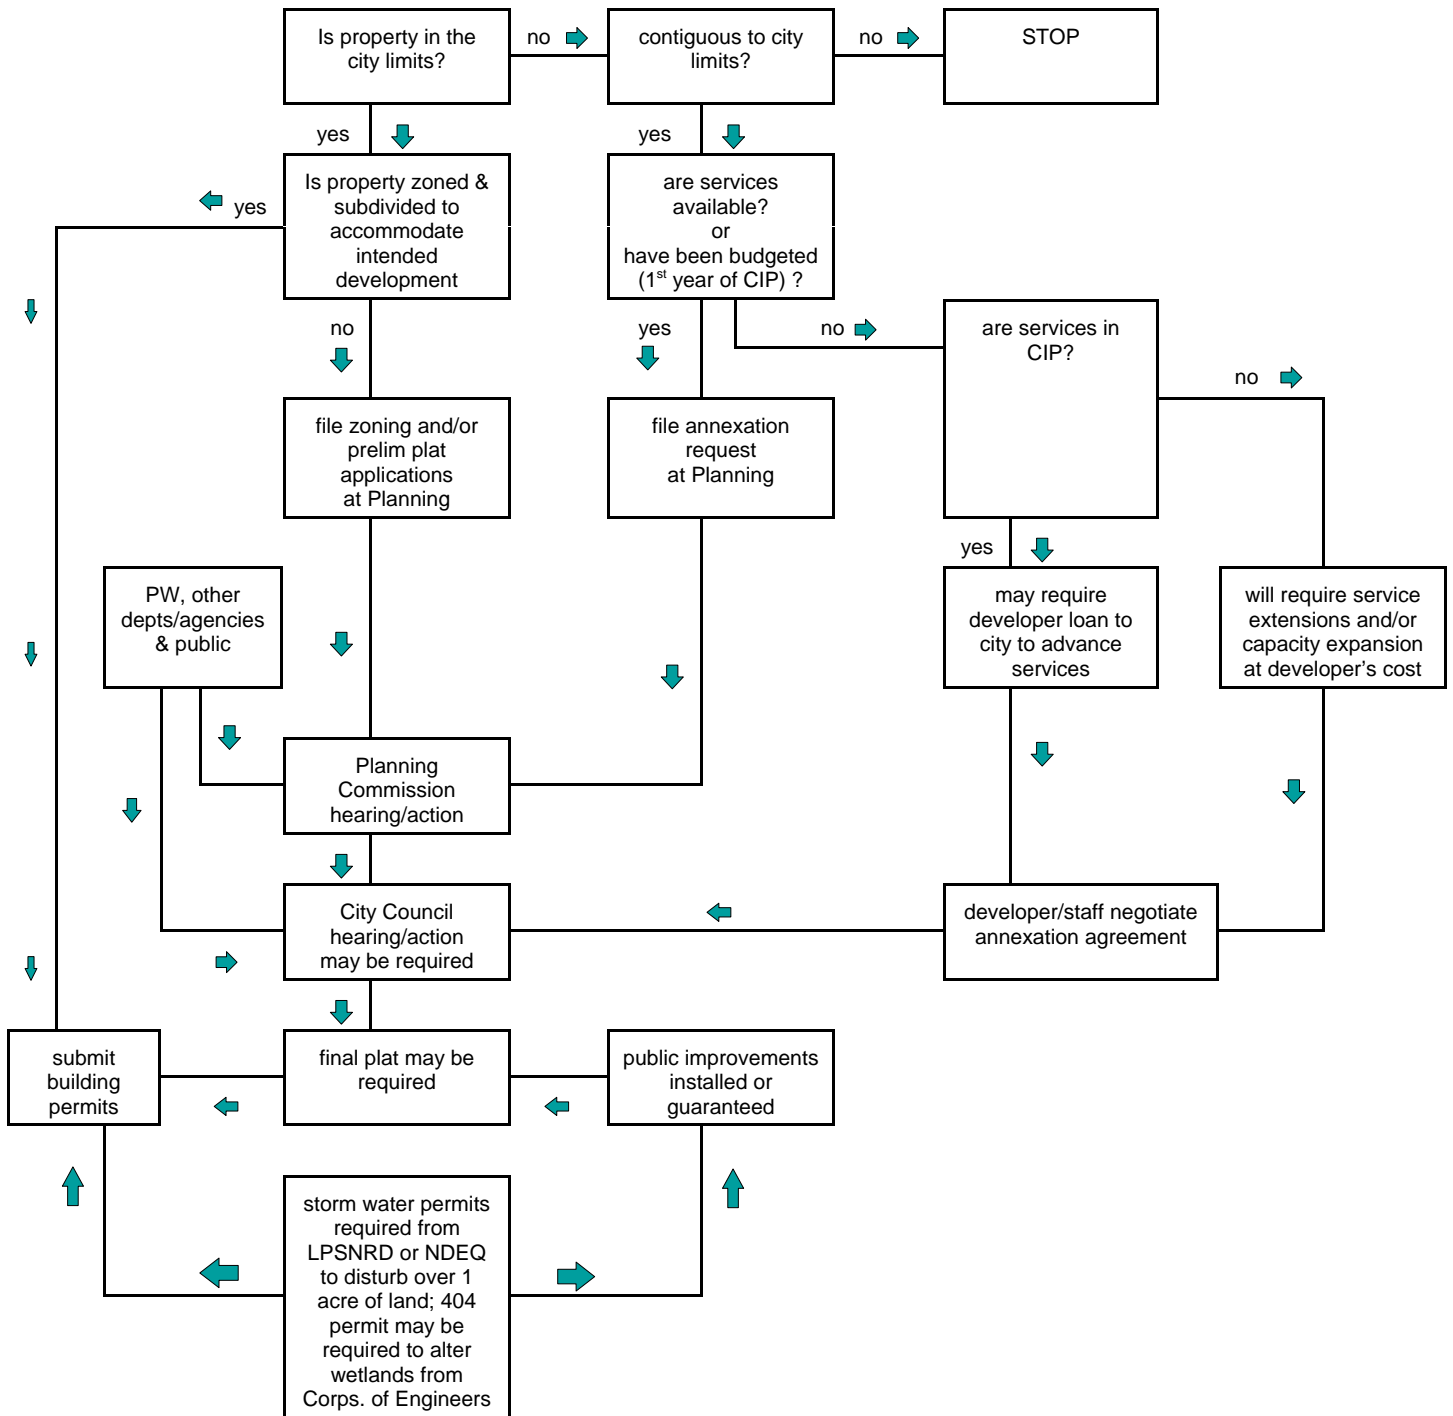 Is property in the
city limits?
no
contiguous to city
limits?
no
STOP
yes
yes
Is property zoned &
subdivided to
accommodate
intended
development
yes
are services
available?
or
have been budgeted
(1st year of CIP) ?
no
yes
no
are services in
CIP?
no
file zoning and/or
prelim plat
applications
at Planning
file annexation
request
at Planning
yes
PW, other
depts/agencies
& public
may require
developer loan to
city to advance
services
will require service
extensions and/or
capacity expansion
at developer's cost
Planning
Commission
hearing/action
City Council
hearing/action
may be required
developer/staff negotiate
annexation agreement
submit
building
permits
final plat may be
required
public improvements
installed or
guaranteed
storm water permits
required from
LPSNRD or NDEQ
to disturb over 1
acre of land; 404
permit may be
required to alter
wetlands from
Corps. of Engineers